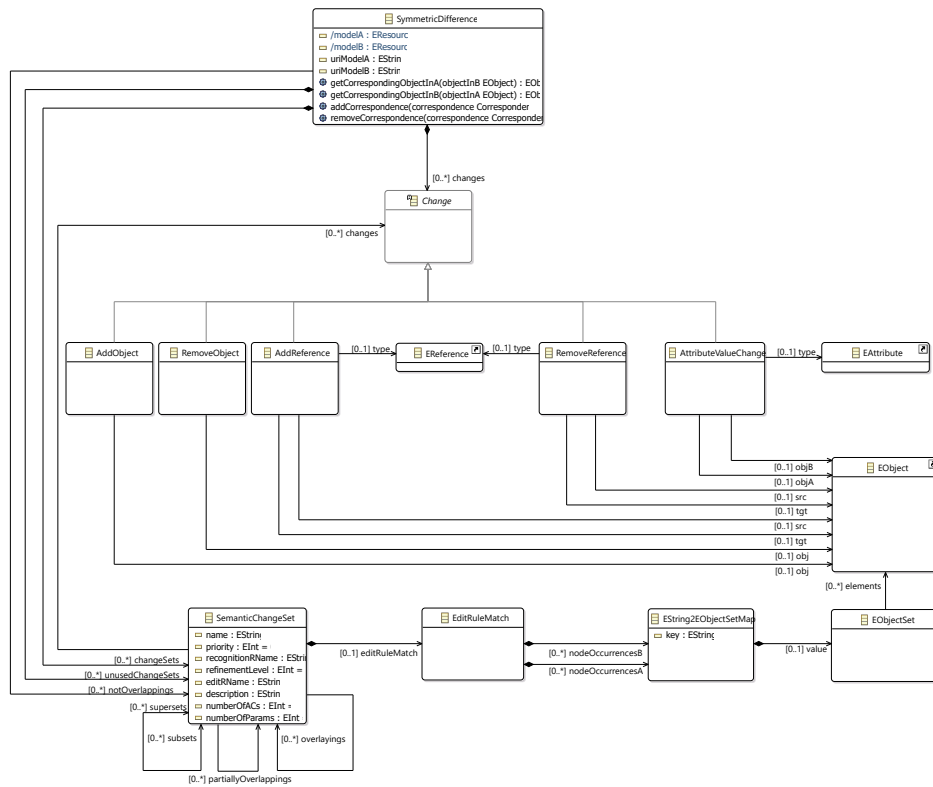 SymmetricDifference
/modelA : EResourc
/modelB : EResourc
uriModelA : EStrin
uriModelB : EStrin
getCorrespondingObjectInA(objectInB EObject) : EOb
getCorrespondingObjectInB(objectInA EObject) : EOb
addCorrespondence(correspondence Corresponden
removeCorrespondence(correspondence Corresponden
[0..*] changes
Change
[0..*] changes
AddObject
RemoveObject
AddReference
[0..1] type
EReference
[0..1] type
RemoveReference
AttributeValueChange
[0..1] type
EAttribute
EObject
[0..1] objB
[0..1] objA
[0..1] src
[0..1] tgt
[0..1] src
[0..1] tgt
[0..1] obj
[0..1] obj
[0..*] elements
SemanticChangeSet
name : EString
priority : EInt =
recognitionRName : EStrin
refinementLevel : EInt =
editRName : EStrin
description : EStrin
numberOfACs : EInt =
numberOfParams : EInt
[0..1] editRuleMatch
EditRuleMatch
[0..*] nodeOccurrencesB
[0..*] nodeOccurrencesA
EString2EObjectSetMap
key : EString
[0..1] value
EObjectSet
[0..*] changeSets
[0..*] unusedChangeSets
[0..*] notOverlappings
[0..*] supersets
[0..*] subsets
[0..*] overlayings
[0..*] partiallyOverlappings